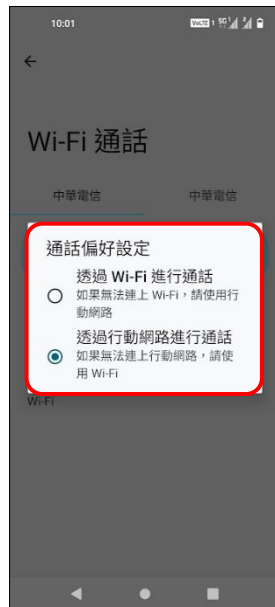 10:01
VoLTE 1 5G
Wi-Fi 通話
中華電信 中華電信
通話偏好設定
透過 Wi-Fi 進行通話
如果無法連上 Wi-Fi，請使用行
動網路
透過行動網路進行通話
如果無法連上行動網路，請使
用 Wi-Fi
Wi-Fi